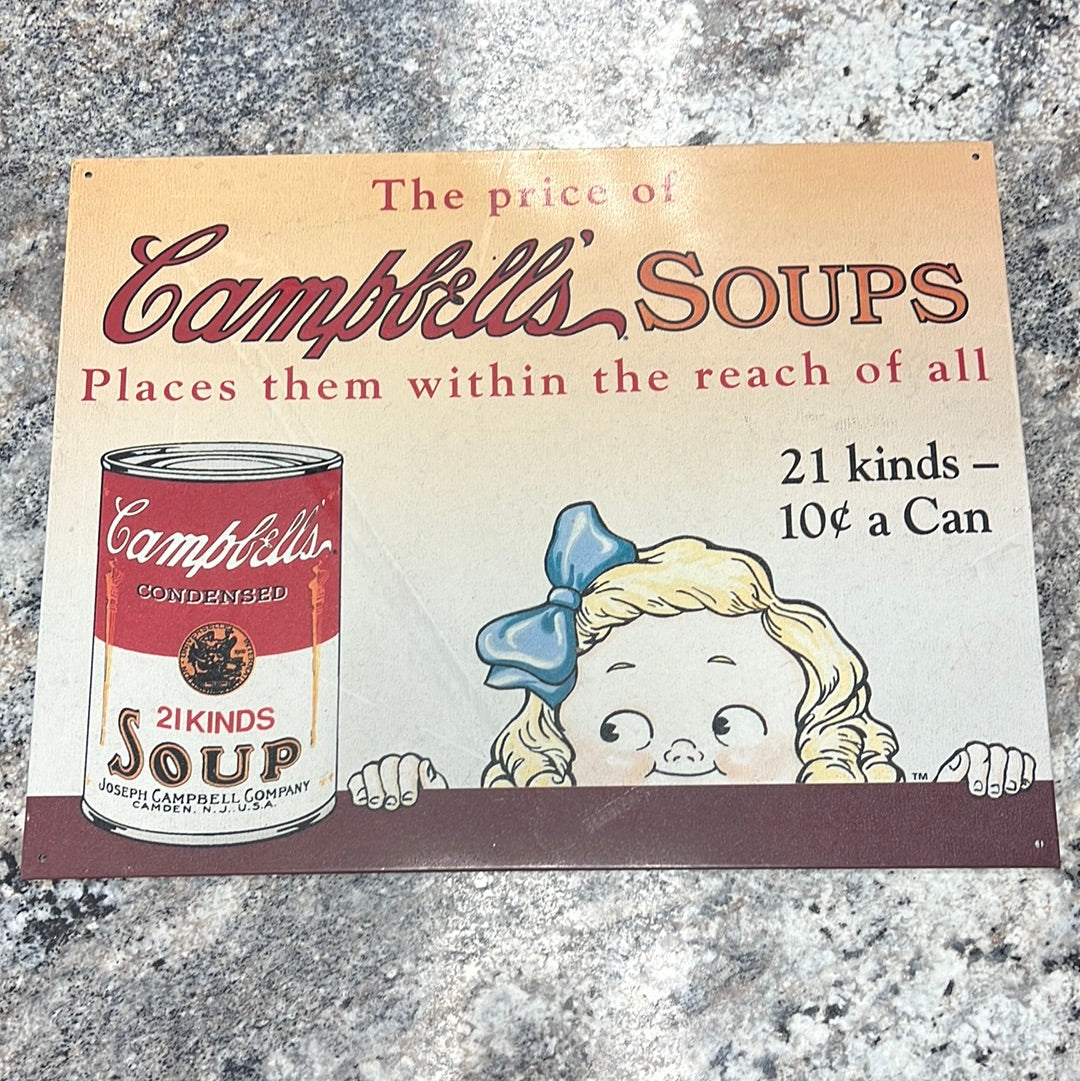 The price of
Campbell's SOUPS
Places them within the reach of all
21 kinds –
10¢ a Can
Campbell's
CONDENSED
21 KINDS
SOUP
JOSEPH CAMPBELL COMPANY
CAMDEN, N.J., U.S.A.
TM